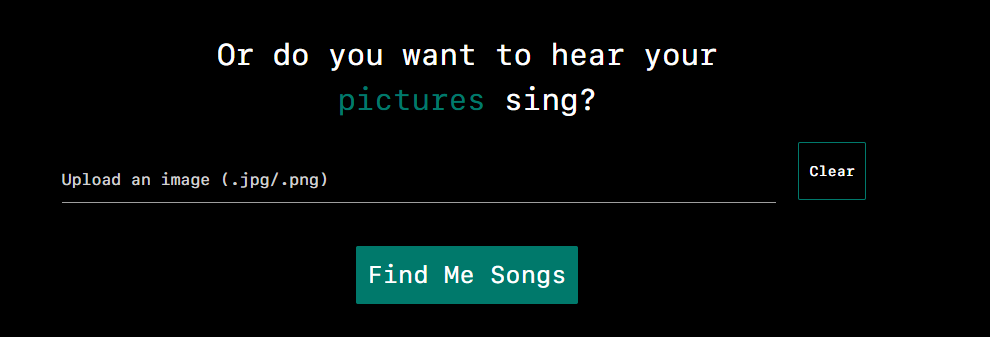 Or do you want to hear your
pictures sing?
Upload an image (.jpg/.png)
Clear
Find Me Songs